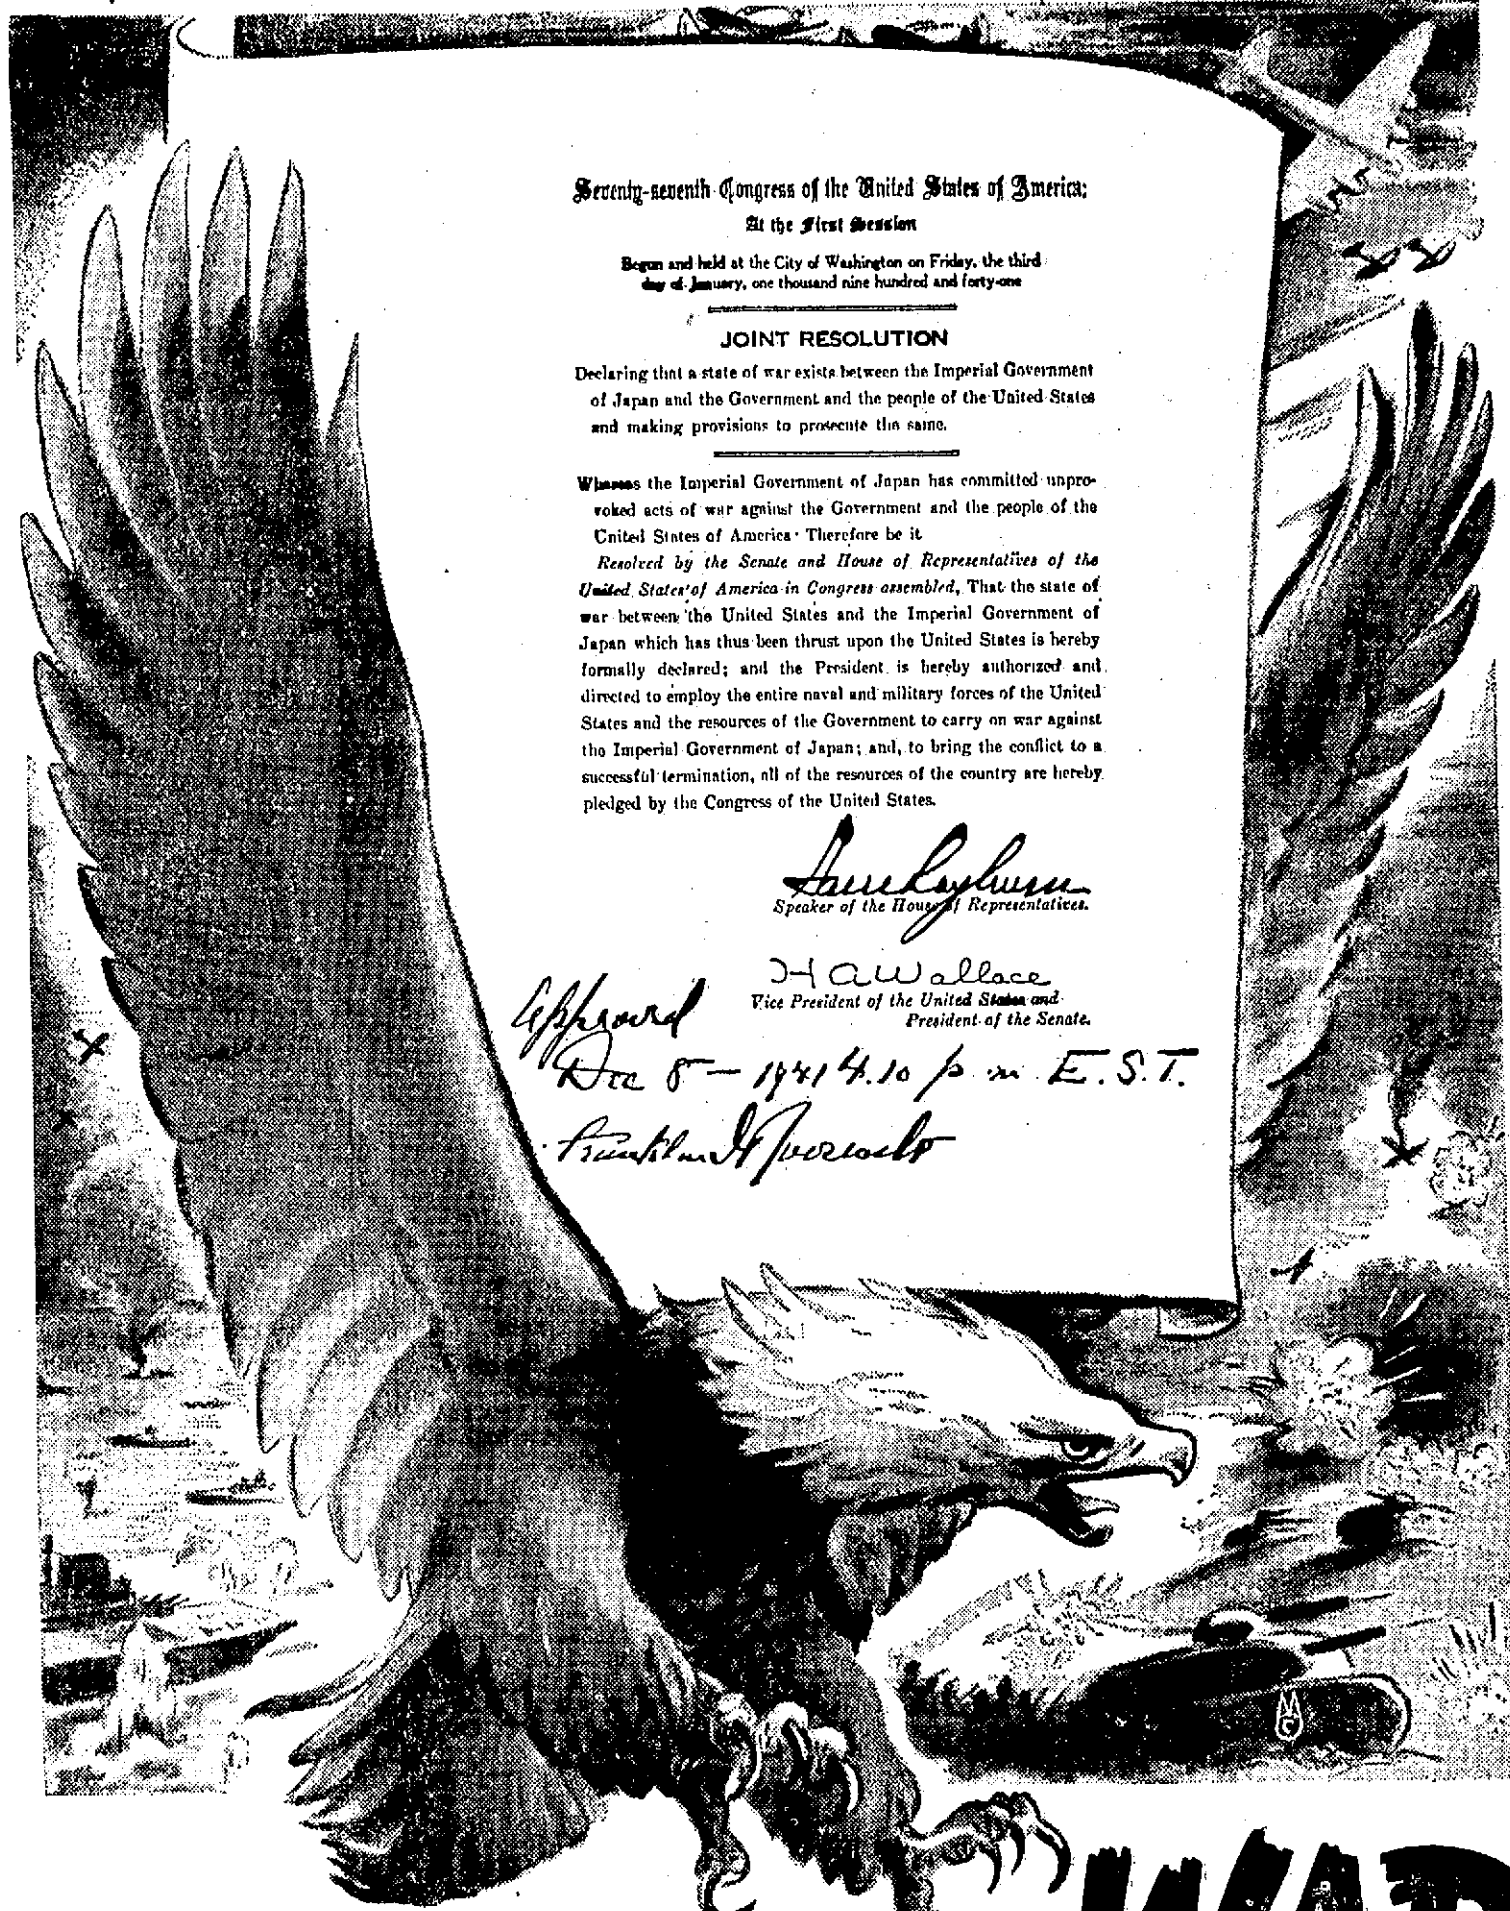 Seventy-seventh Congress of the United States of America;
At the First Session
Begun and held at the City of Washington on Friday, the third
day of January, one thousand nine hundred and forty-one
JOINT RESOLUTION
Declaring that a state of war exists between the Imperial Government
of Japan and the Government and the people of the United States
and making provisions to prosecute the same.
Whereas the Imperial Government of Japan has committed unpro-
voked acts of war against the Government and the people of the
United States of America: Therefore be it
Resolved by the Senate and House of Representatives of the
United States of America in Congress assembled, That the state of
war between the United States and the Imperial Government of
Japan which has thus been thrust upon the United States is hereby
formally declared; and the President is hereby authorized and
directed to employ the entire naval and military forces of the United
States and the resources of the Government to carry on war against
the Imperial Government of Japan; and, to bring the conflict to a
successful termination, all of the resources of the country are hereby
pledged by the Congress of the United States.
Sam Rayburn
Speaker of the House of Representatives.
H A Wallace
Vice President of the United States and
President of the Senate.
Approved
Dec 8 — 1941 4.10 p.m E.S.T.
Franklin D Roosevelt
WAR